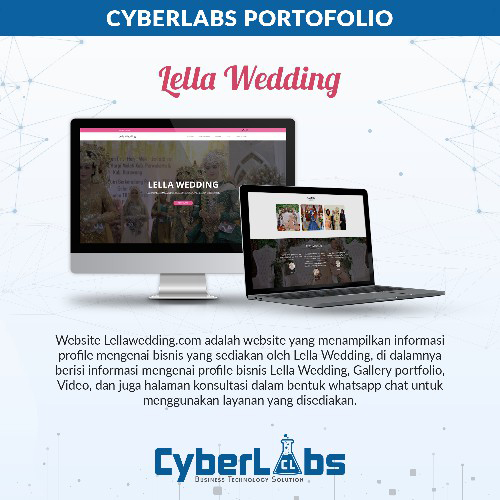 CYBERLABS PORTOFOLIO
Lella Wedding
LELLA WEDDING
Website Lellawedding.com adalah website yang menampilkan informasi
profile mengenai bisnis yang sediakan oleh Lella Wedding, di dalamnya
berisi informasi mengenai profile bisnis Lella Wedding, Gallery portfolio,
Video, dan juga halaman konsultasi dalam bentuk whatsapp chat untuk
menggunakan layanan yang disediakan.
CyberLabs
Business Technology Solution